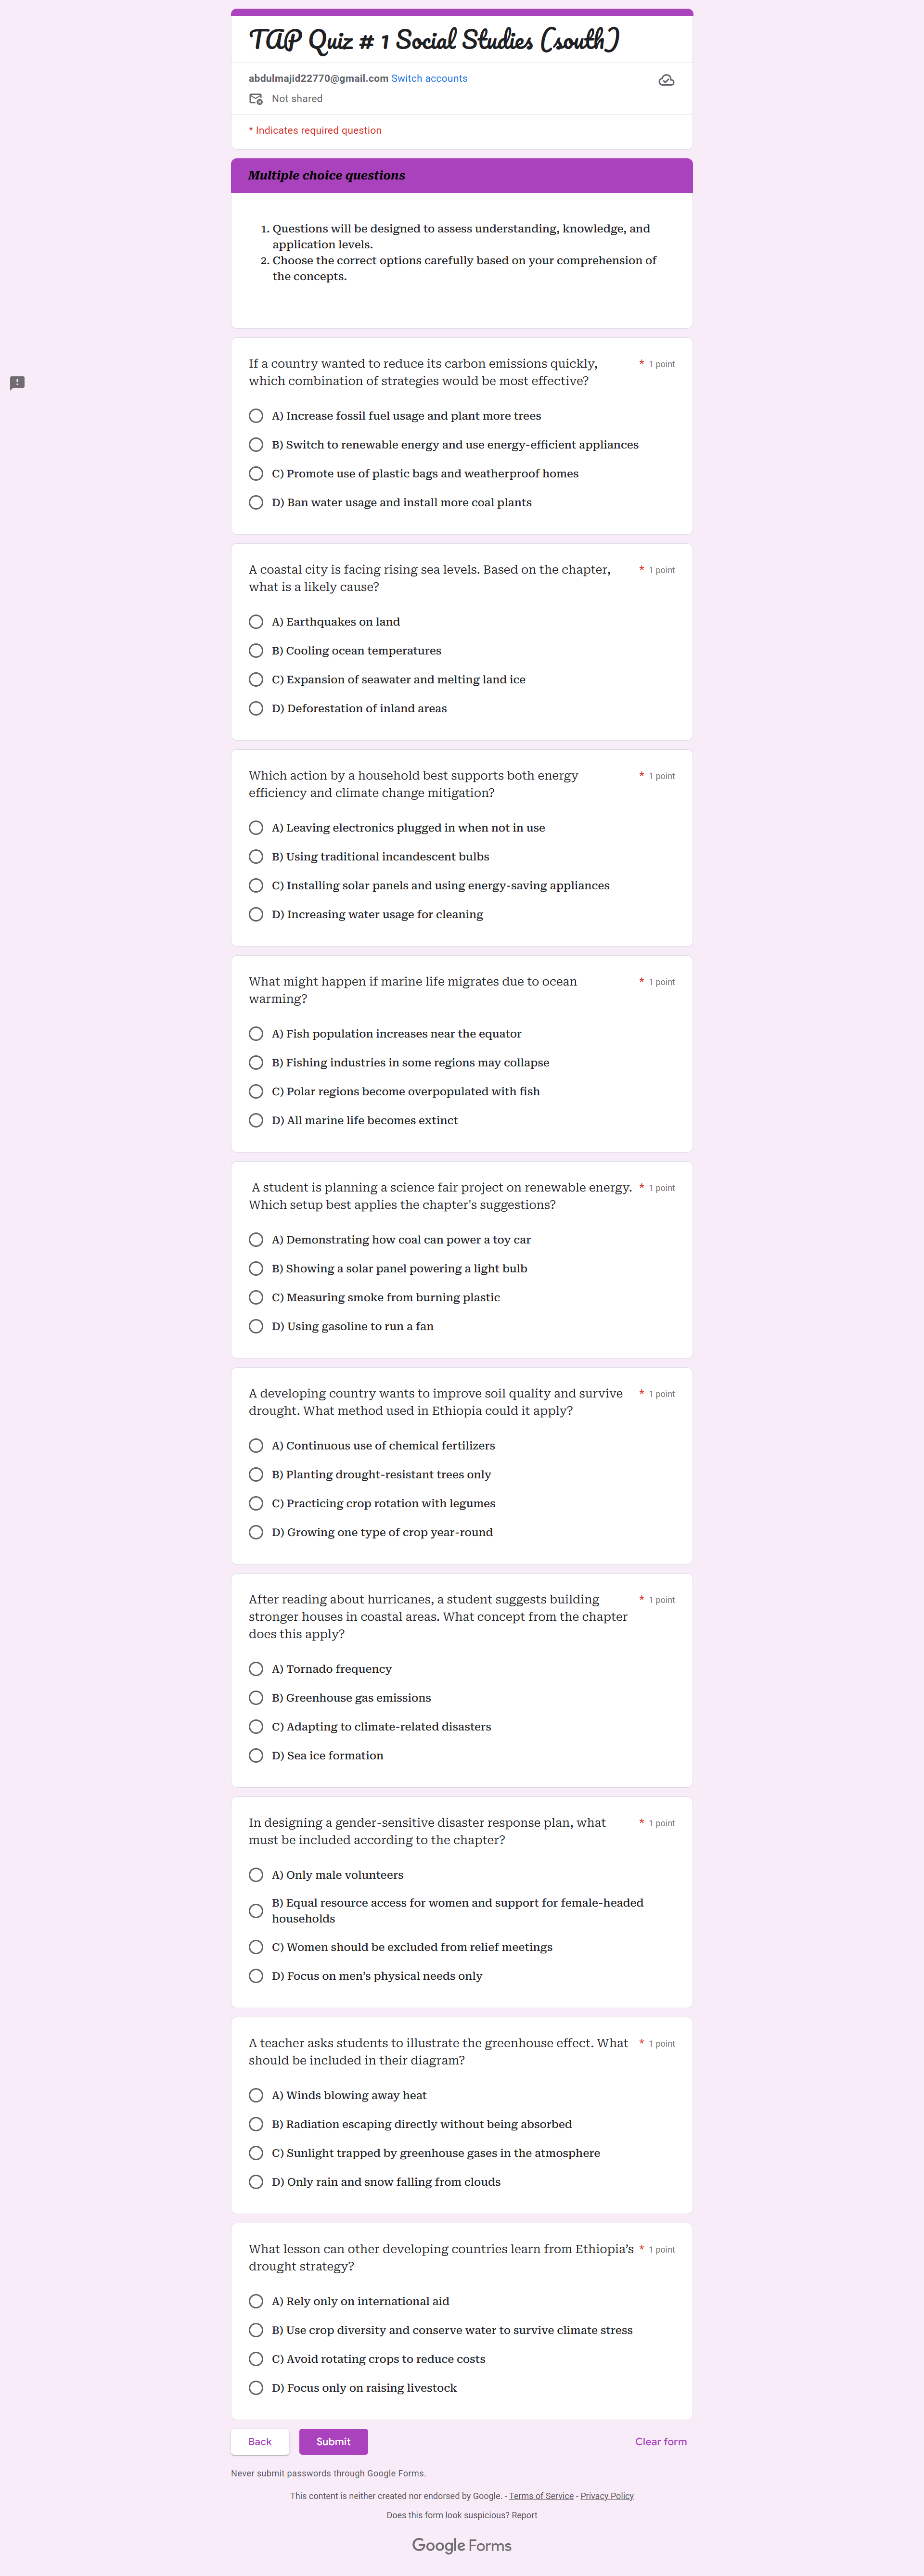 TAP Quiz # 1 Social Studies (south)
abdulmajid22770@gmail.com Switch accounts
Not shared
* Indicates required question
Multiple choice questions
1. Questions will be designed to assess understanding, knowledge, and
application levels.
2. Choose the correct options carefully based on your comprehension of
the concepts.
If a country wanted to reduce its carbon emissions quickly, * 1 point
which combination of strategies would be most effective?
A) Increase fossil fuel usage and plant more trees
B) Switch to renewable energy and use energy-efficient appliances
C) Promote use of plastic bags and weatherproof homes
D) Ban water usage and install more coal plants
A coastal city is facing rising sea levels. Based on the chapter, * 1 point
what is a likely cause?
A) Earthquakes on land
B) Cooling ocean temperatures
C) Expansion of seawater and melting land ice
D) Deforestation of inland areas
Which action by a household best supports both energy * 1 point
efficiency and climate change mitigation?
A) Leaving electronics plugged in when not in use
B) Using traditional incandescent bulbs
C) Installing solar panels and using energy-saving appliances
D) Increasing water usage for cleaning
What might happen if marine life migrates due to ocean * 1 point
warming?
A) Fish population increases near the equator
B) Fishing industries in some regions may collapse
C) Polar regions become overpopulated with fish
D) All marine life becomes extinct
A student is planning a science fair project on renewable energy. * 1 point
Which setup best applies the chapter's suggestions?
A) Demonstrating how coal can power a toy car
B) Showing a solar panel powering a light bulb
C) Measuring smoke from burning plastic
D) Using gasoline to run a fan
A developing country wants to improve soil quality and survive * 1 point
drought. What method used in Ethiopia could it apply?
A) Continuous use of chemical fertilizers
B) Planting drought-resistant trees only
C) Practicing crop rotation with legumes
D) Growing one type of crop year-round
After reading about hurricanes, a student suggests building * 1 point
stronger houses in coastal areas. What concept from the chapter
does this apply?
A) Tornado frequency
B) Greenhouse gas emissions
C) Adapting to climate-related disasters
D) Sea ice formation
In designing a gender-sensitive disaster response plan, what * 1 point
must be included according to the chapter?
A) Only male volunteers
B) Equal resource access for women and support for female-headed
households
C) Women should be excluded from relief meetings
D) Focus on men’s physical needs only
A teacher asks students to illustrate the greenhouse effect. What * 1 point
should be included in their diagram?
A) Winds blowing away heat
B) Radiation escaping directly without being absorbed
C) Sunlight trapped by greenhouse gases in the atmosphere
D) Only rain and snow falling from clouds
What lesson can other developing countries learn from Ethiopia’s * 1 point
drought strategy?
A) Rely only on international aid
B) Use crop diversity and conserve water to survive climate stress
C) Avoid rotating crops to reduce costs
D) Focus only on raising livestock
Back Submit Clear form
Never submit passwords through Google Forms.
This content is neither created nor endorsed by Google. - Terms of Service - Privacy Policy
Does this form look suspicious? Report
Google Forms